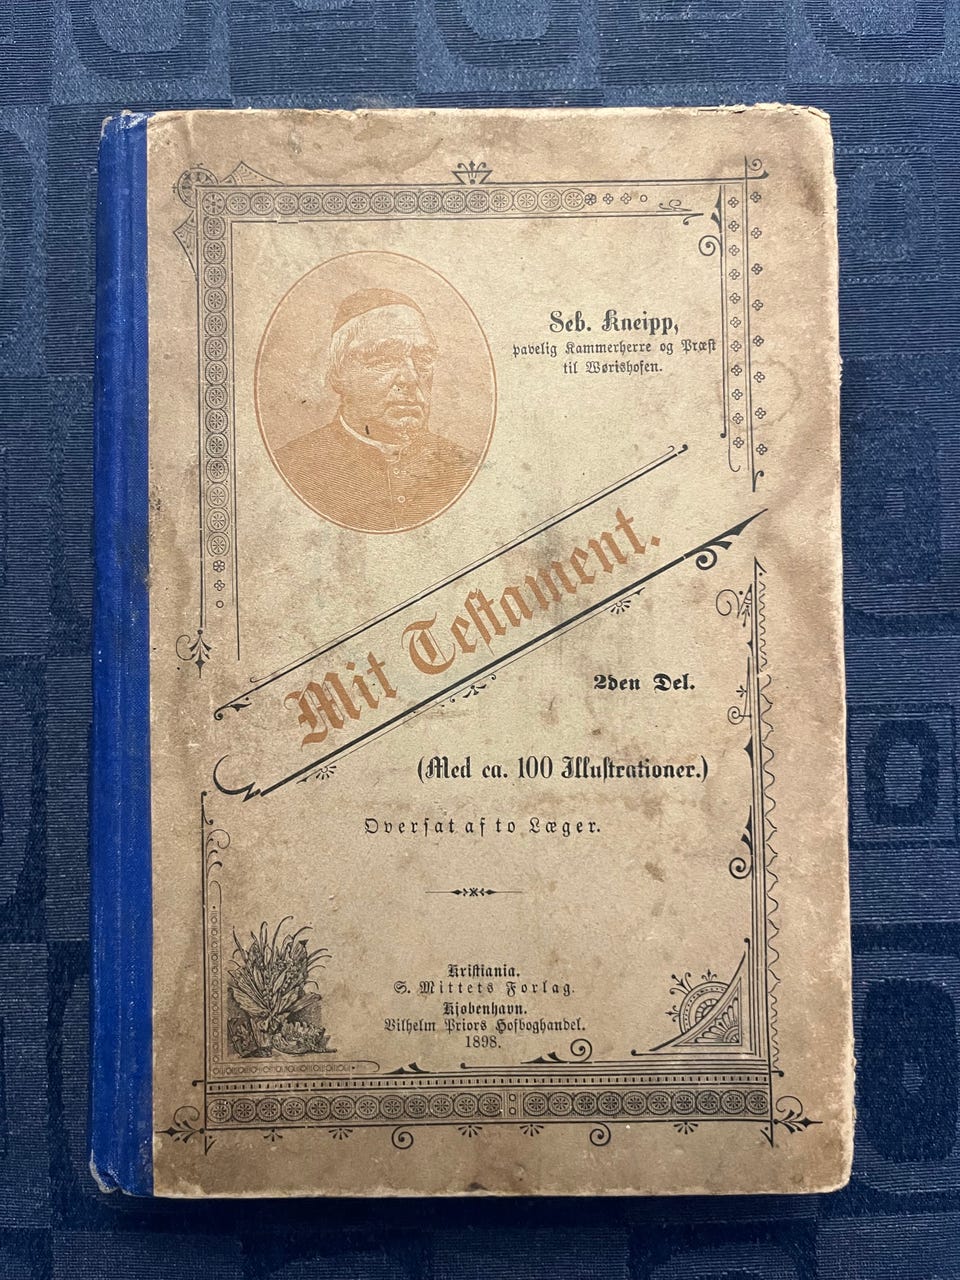 Seb. Kneipp,
pavelig Kammerherre og Præst
til Wørishofen.
Mit Testament.
2den Del.
(Med ca. 100 Illustrationer.)
Oversat af to Læger.
Kristiania.
S. Mittets Forlag.
Kjøbenhavn.
Vilhelm Priors Hofboghandel.
1898.